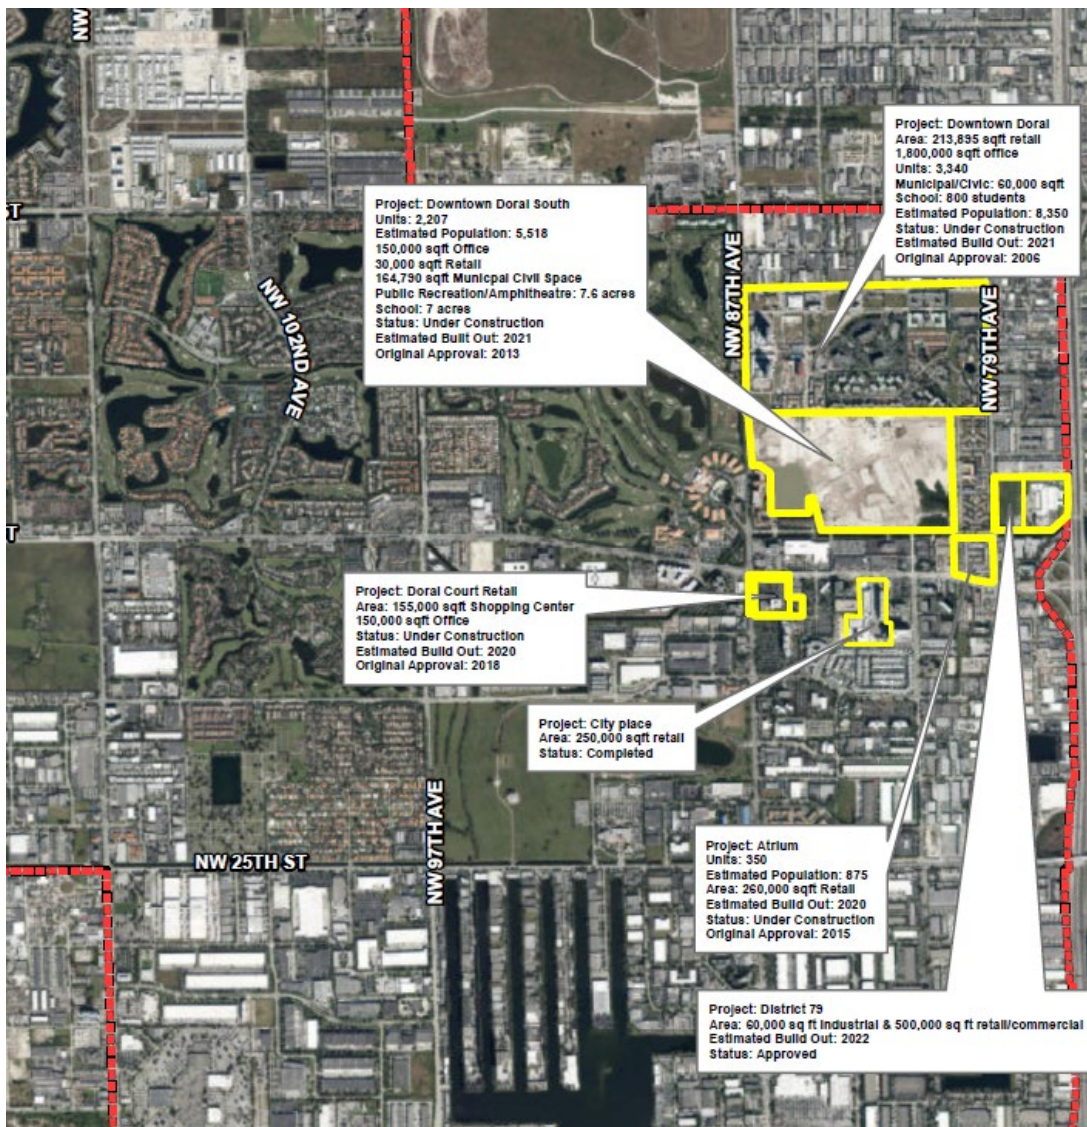 NW
Project: Downtown Doral
Area: 213,895 sqft retail
1,800,000 sqft office
Units: 3,340
Municipal/Civic: 60,000 sqft
School: 800 students
Estimated Population: 8,350
Status: Under Construction
Estimated Build Out: 2021
Original Approval: 2006
Project: Downtown Doral South
Units: 2,207
Estimated Population: 5,518
150,000 sqft Office
30,000 sqft Retail
164,790 sqft Municpal Civil Space
Public Recreation/Amphitheatre: 7.6 acres
School: 7 acres
Status: Under Construction
Estimated Built Out: 2021
Original Approval: 2013
ST
NW 102ND AVE
NW 87TH AVE
NW 79TH AVE
T
Project: Doral Court Retail
Area: 155,000 sqft Shopping Center
150,000 sqft Office
Status: Under Construction
Estimated Build Out: 2020
Original Approval: 2018
Project: City place
Area: 250,000 sqft retail
Status: Completed
NW 97TH AVE
NW 25TH ST
Project: Atrium
Units: 350
Estimated Population: 875
Area: 260,000 sqft Retail
Estimated Build Out: 2020
Status: Under Construction
Original Approval: 2015
Project: District 79
Area: 60,000 sq ft Industrial & 500,000 sq ft retail/commercial
Estimated Build Out: 2022
Status: Approved